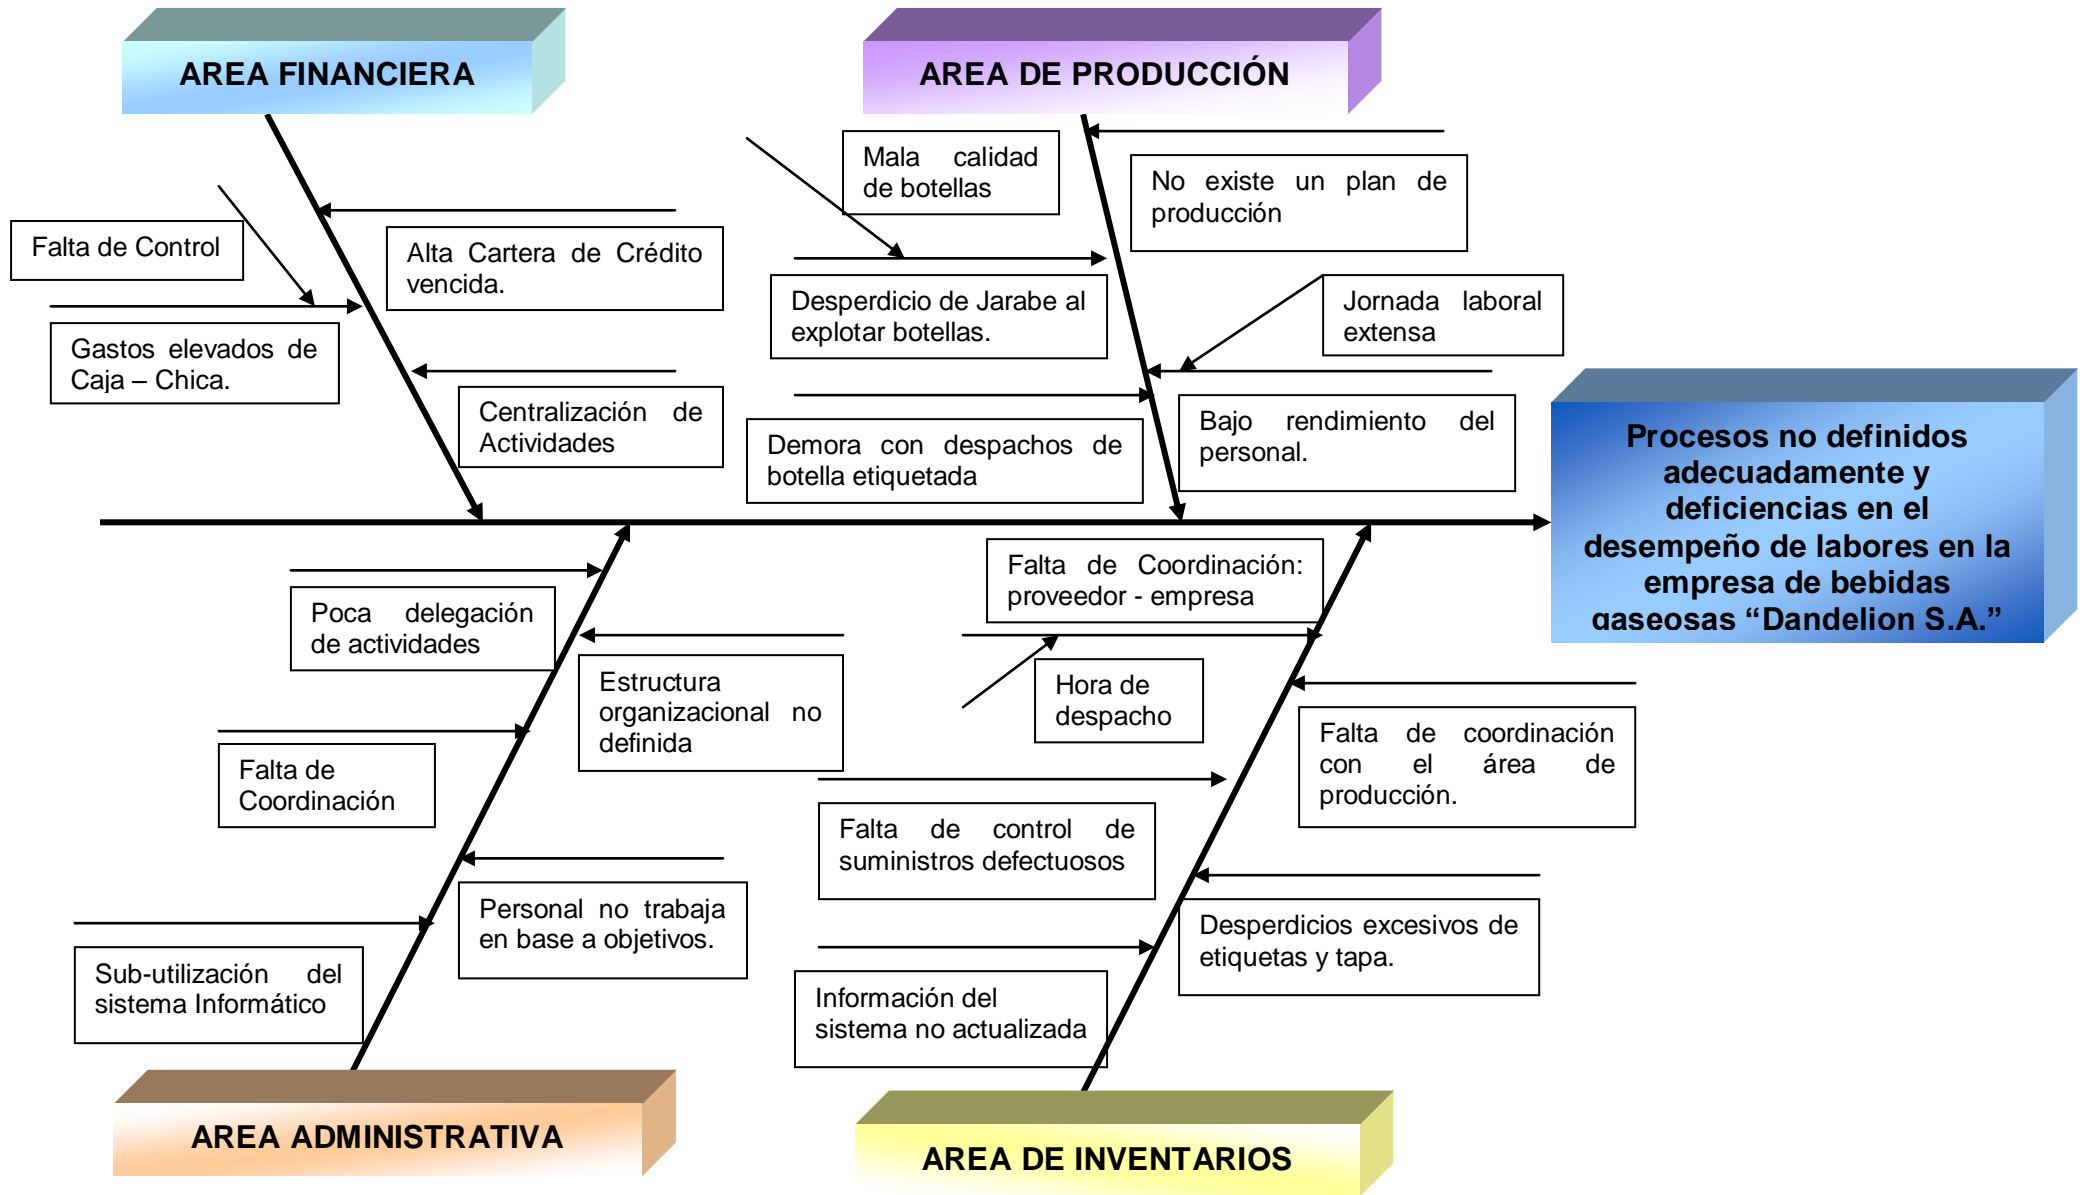 AREA FINANCIERA
AREA DE PRODUCCIÓN
Mala calidad
de botellas
No existe un plan de
producción
Falta de Control
Alta Cartera de Crédito
vencida.
Desperdicio de Jarabe al
explotar botellas.
Jornada laboral
extensa
Gastos elevados de
Caja – Chica.
Centralización de
Actividades
Demora con despachos de
botella etiquetada
Bajo rendimiento del
personal.
Procesos no definidos
adecuadamente y
deficiencias en el
desempeño de labores en la
empresa de bebidas
gaseosas “Dandelion S.A.”
Poca delegación
de actividades
Falta de Coordinación:
proveedor - empresa
Estructura
organizacional no
definida
Hora de
despacho
Falta de coordinación
con el área de
producción.
Falta de
Coordinación
Falta de control de
suministros defectuosos
Personal no trabaja
en base a objetivos.
Desperdicios excesivos de
etiquetas y tapa.
Sub-utilización del
sistema Informático
Información del
sistema no actualizada
AREA ADMINISTRATIVA
AREA DE INVENTARIOS